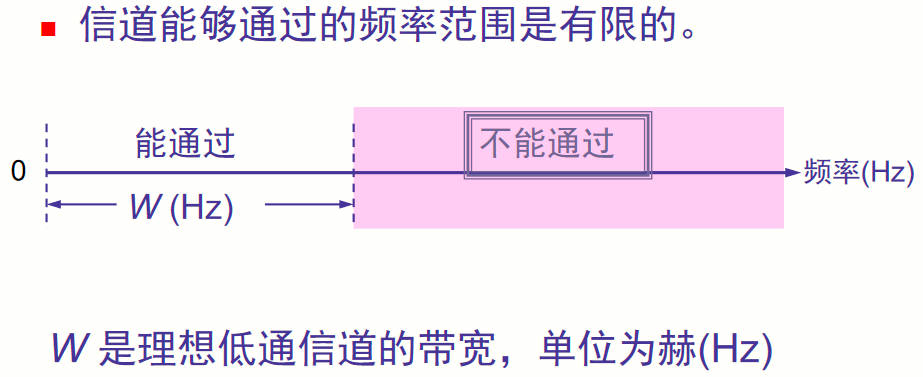 信道能够通过的频率范围是有限的。
能通过
不能通过
0
频率(Hz)
W (Hz)
W 是理想低通信道的带宽，单位为赫(Hz)